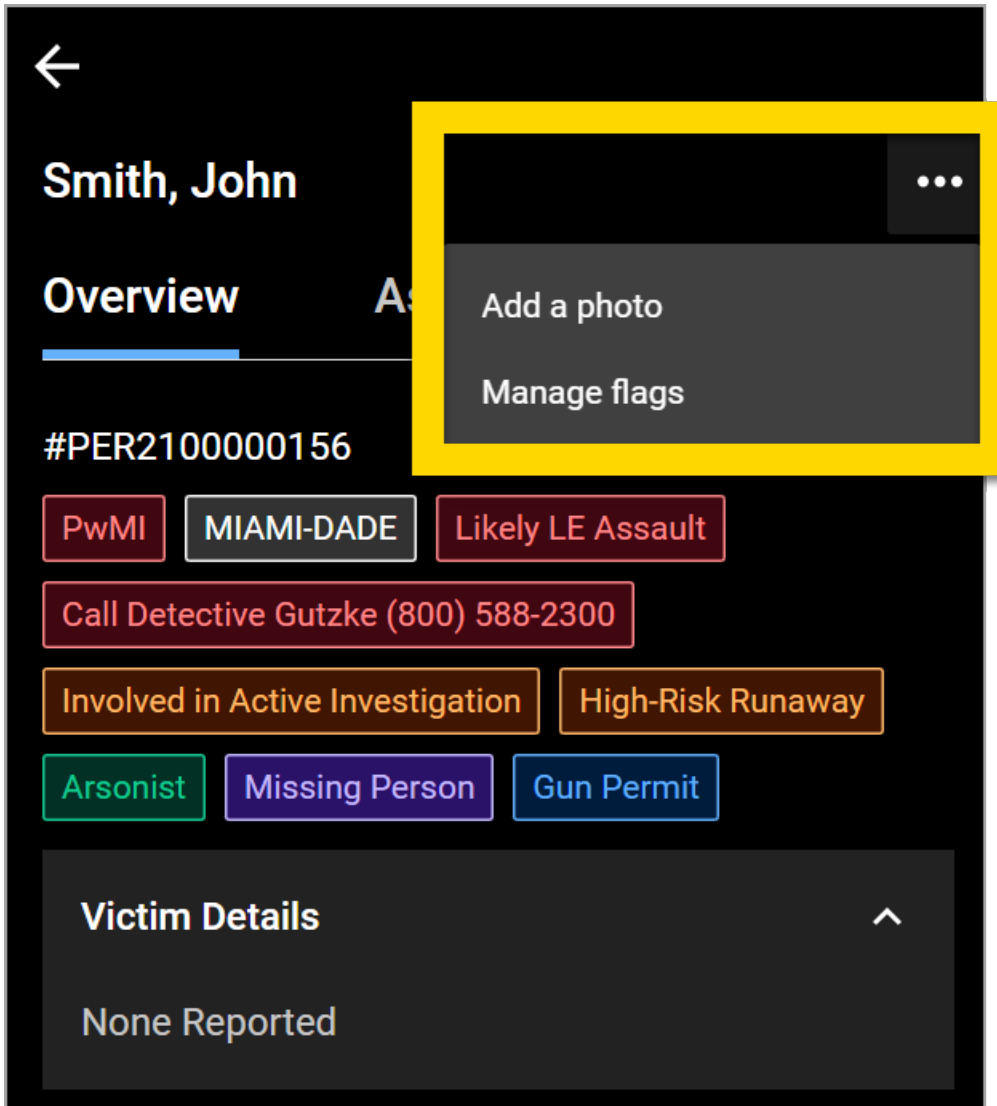 Smith, John
Overview
Add a photo
Manage flags
#PER2100000156
PwMI MIAMI-DADE Likely LE Assault
Call Detective Gutzke (800) 588-2300
Involved in Active Investigation High-Risk Runaway
Arsonist Missing Person Gun Permit
Victim Details
None Reported